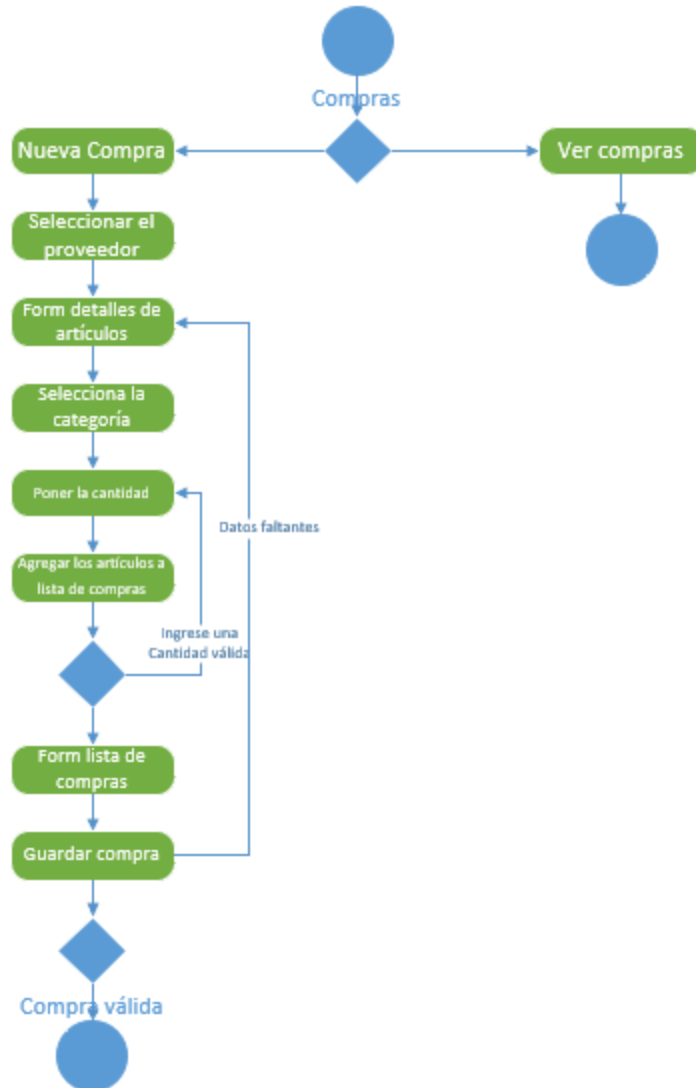 Compras
Nueva Compra
Ver compras
Seleccionar el
proveedor
Form detalles de
artículos
Selecciona la
categoría
Poner la cantidad
Datos faltantes
Agregar los artículos a
lista de compras
Ingrese una
Cantidad válida
Form lista de
compras
Guardar compra
Compra válida